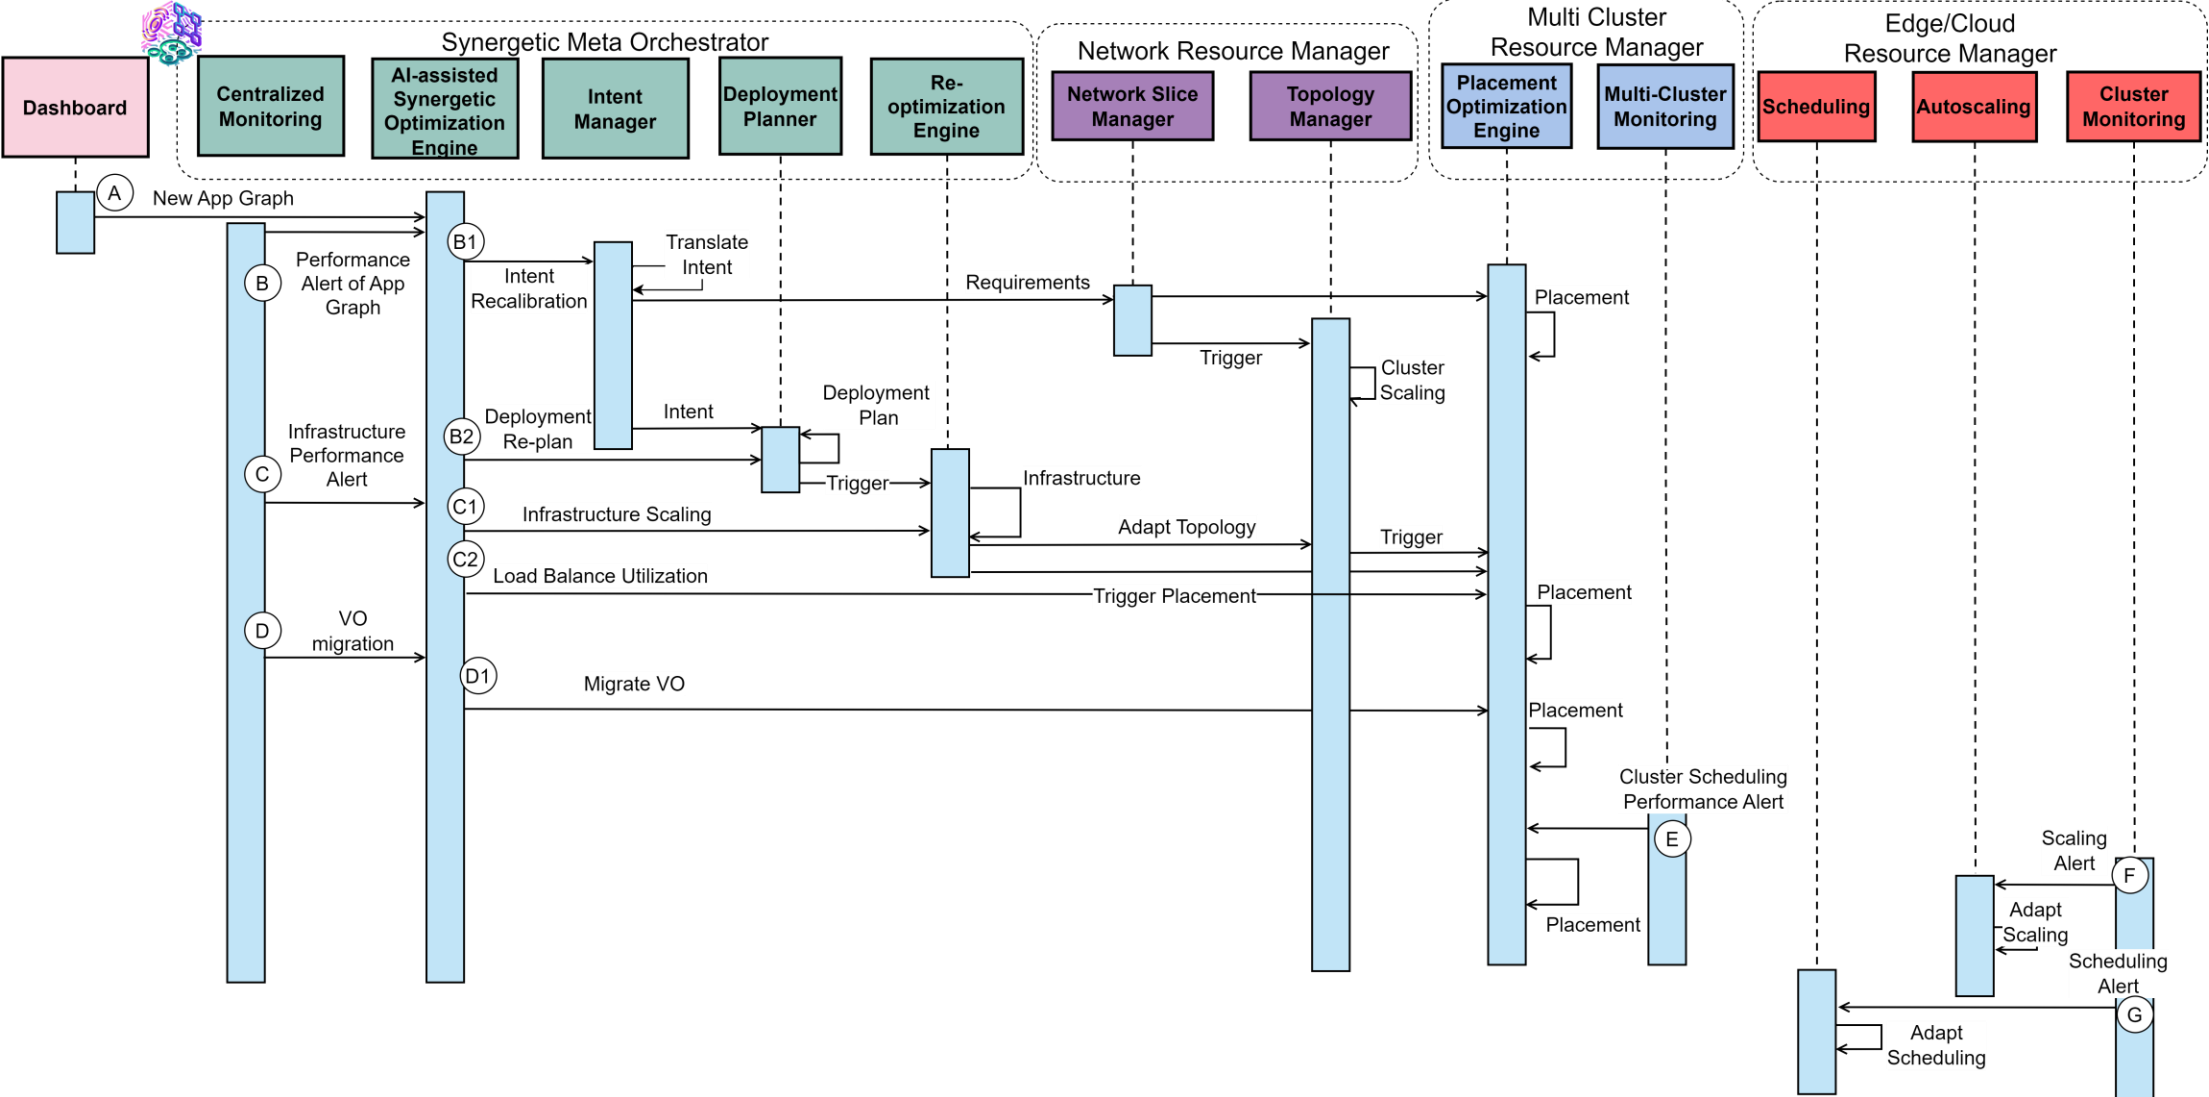 Synergetic Meta Orchestrator
Network Resource Manager
Multi Cluster
Resource Manager
Edge/Cloud
Resource Manager
Dashboard
Centralized
Monitoring
AI-assisted
Synergetic
Optimization
Engine
Intent
Manager
Deployment
Planner
Re-
optimization
Engine
Network Slice
Manager
Topology
Manager
Placement
Optimization
Engine
Multi-Cluster
Monitoring
Scheduling
Autoscaling
Cluster
Monitoring
A
New App Graph
B
Performance
Alert of App
Graph
B1
Intent
Recalibration
Translate
Intent
Requirements
Placement
Trigger
Cluster
Scaling
Deployment
Plan
Intent
B2
Deployment
Re-plan
C
Infrastructure
Performance
Alert
Trigger
Infrastructure
C1
Infrastructure Scaling
Adapt Topology
Trigger
C2
Load Balance Utilization
Trigger Placement
Placement
D
VO
migration
D1
Migrate VO
Placement
Cluster Scheduling
Performance Alert
E
Placement
Scaling
Alert
F
Adapt
Scaling
Scheduling
Alert
G
Adapt
Scheduling